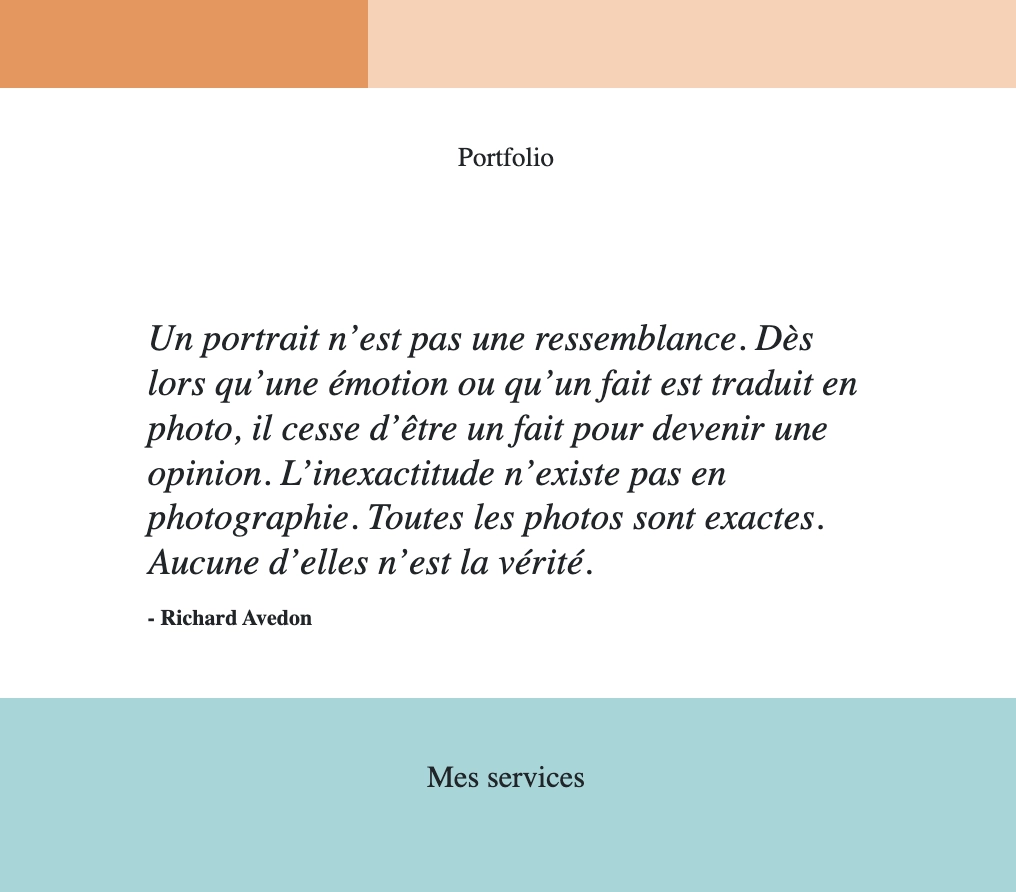 Portfolio
Un portrait n’est pas une ressemblance. Dès
lors qu’une émotion ou qu’un fait est traduit en
photo, il cesse d’être un fait pour devenir une
opinion. L’inexactitude n’existe pas en
photographie. Toutes les photos sont exactes.
Aucune d’elles n’est la vérité.
- Richard Avedon
Mes services